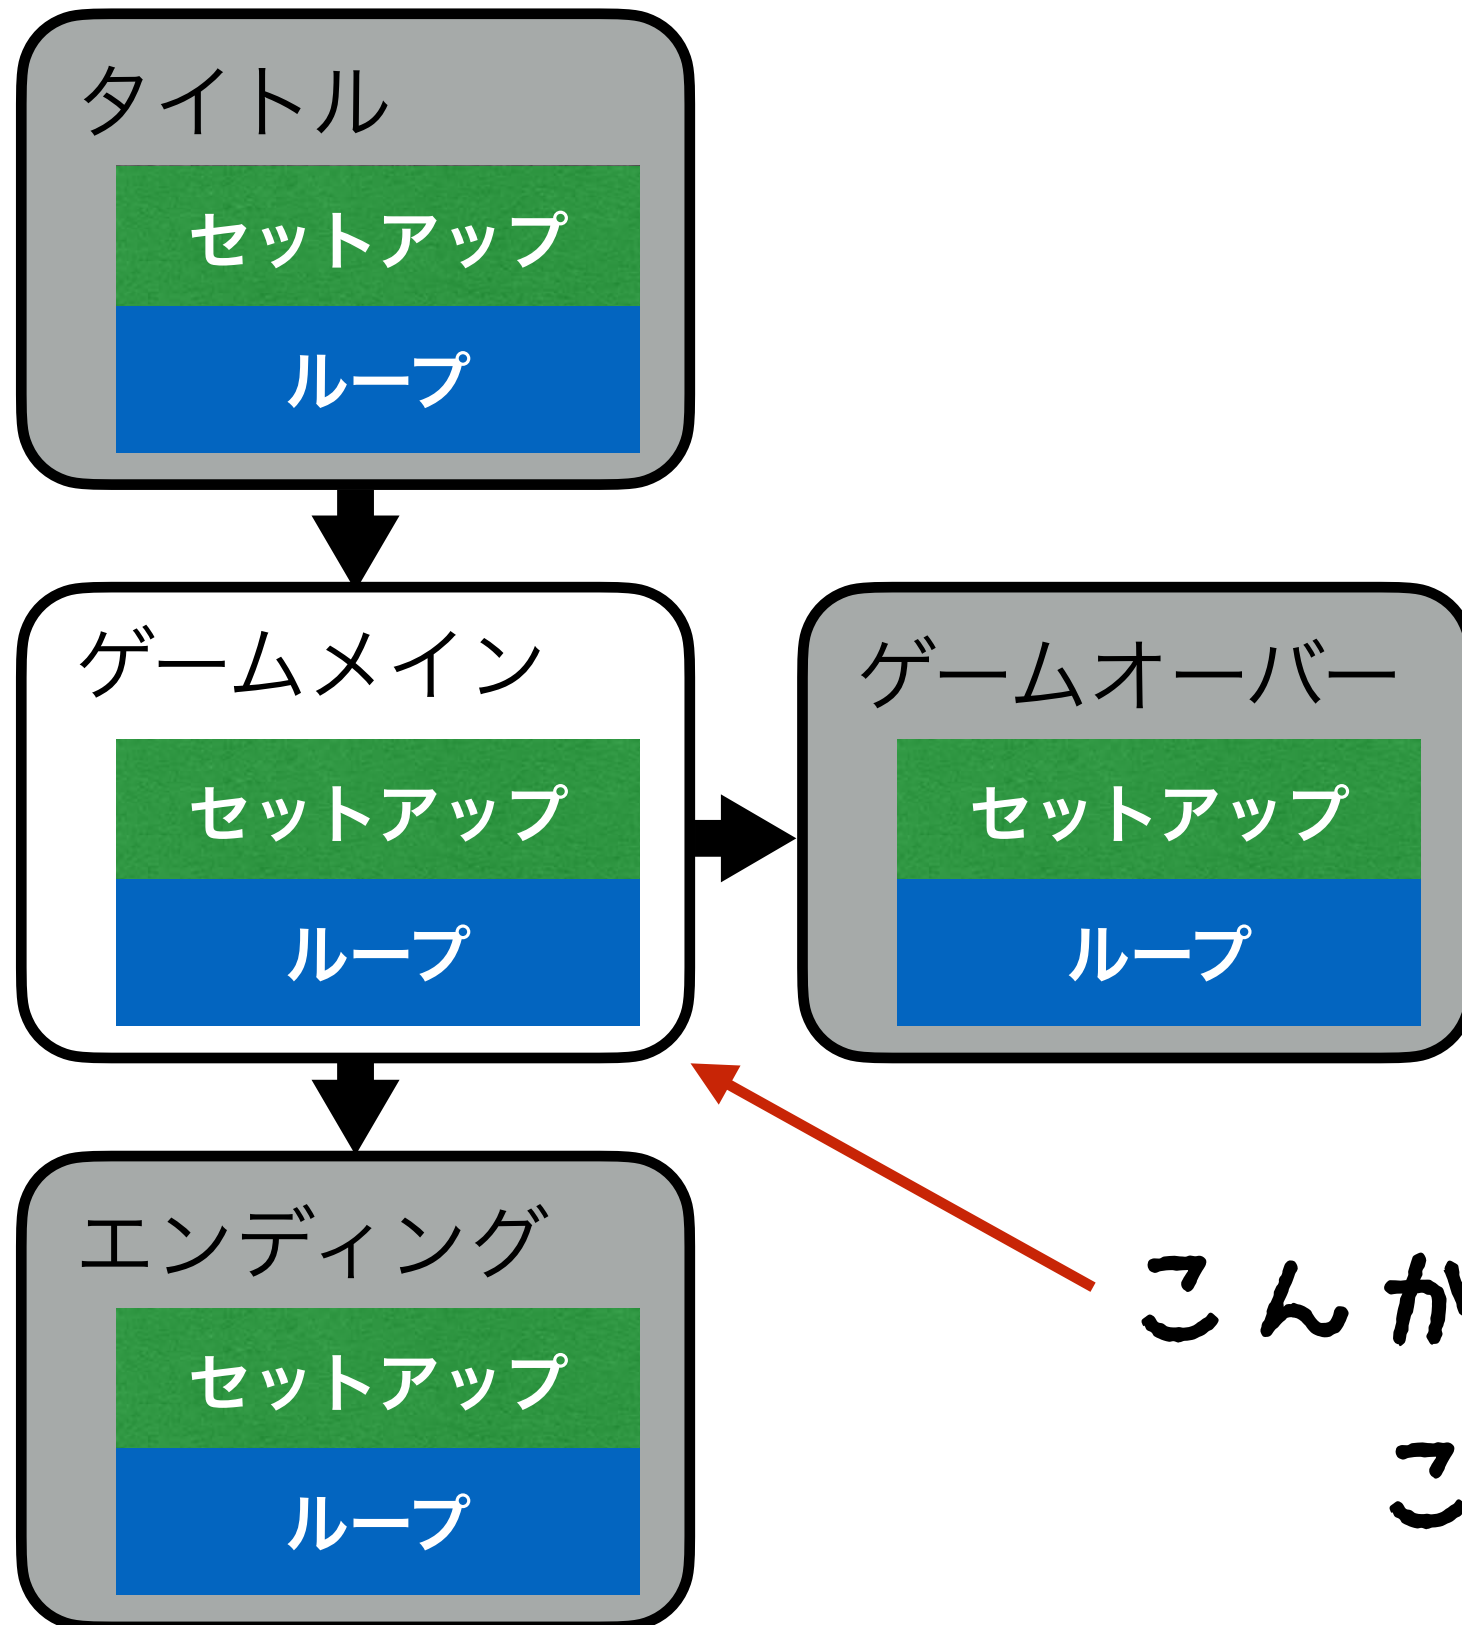 タイトル
セットアップ
ループ
ゲームメイン
セットアップ
ループ
ゲームオーバー
セットアップ
ループ
エンディング
セットアップ
ループ
こんか
こ